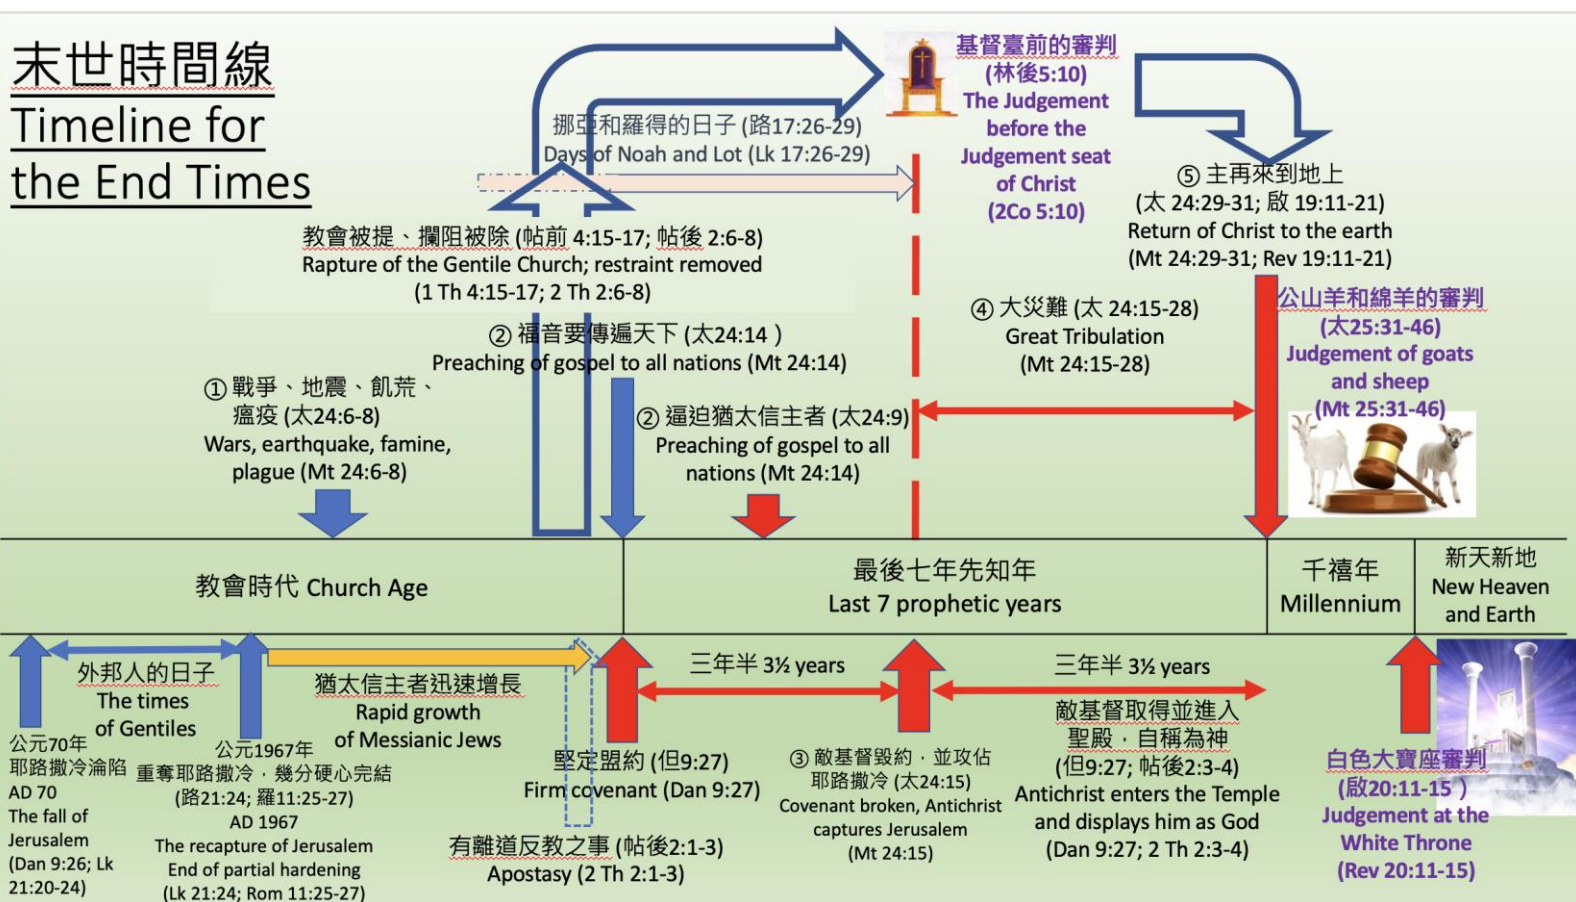 末世時間線
Timeline for
the End Times
挪亞和羅得的日子 (路17:26-29)
Days of Noah and Lot (Lk 17:26-29)
基督臺前的審判
(林後5:10)
The Judgement
before the
Judgement seat
of Christ
(2Co 5:10)
⑤ 主再來到地上
(太 24:29-31; 啟 19:11-21)
Return of Christ to the earth
(Mt 24:29-31; Rev 19:11-21)
教會被提、攔阻被除 (帖前 4:15-17; 帖後 2:6-8)
Rapture of the Gentile Church; restraint removed
(1 Th 4:15-17; 2 Th 2:6-8)
② 福音要傳遍天下 (太24:14 )
Preaching of gospel to all nations (Mt 24:14)
④ 大災難 (太 24:15-28)
Great Tribulation
(Mt 24:15-28)
公山羊和綿羊的審判
(太25:31-46)
Judgement of goats
and sheep
(Mt 25:31-46)
① 戰爭、地震、飢荒、
瘟疫 (太24:6-8)
Wars, earthquake, famine,
plague (Mt 24:6-8)
② 逼迫猶太信主者 (太24:9)
Preaching of gospel to all
nations (Mt 24:14)
教會時代 Church Age
最後七年先知年
Last 7 prophetic years
千禧年
Millennium
新天新地
New Heaven
and Earth
外邦人的日子
The times
of Gentiles
猶太信主者迅速增長
Rapid growth
of Messianic Jews
三年半 3½ years
三年半 3½ years
公元70年
耶路撒冷淪陷
AD 70
The fall of
Jerusalem
(Dan 9:26; Lk
21:20-24)
公元1967年
重奪耶路撒冷，幾分硬心完結
(路21:24; 羅11:25-27)
AD 1967
The recapture of Jerusalem
End of partial hardening
(Lk 21:24; Rom 11:25-27)
堅定盟約 (但9:27)
Firm covenant (Dan 9:27)
有離道反教之事 (帖後2:1-3)
Apostasy (2 Th 2:1-3)
③ 敵基督毀約，並攻佔
耶路撒冷 (太24:15)
Covenant broken, Antichrist
captures Jerusalem
(Mt 24:15)
敵基督取得並進入
聖殿，自稱為神
(但9:27; 帖後2:3-4)
Antichrist enters the Temple
and displays him as God
(Dan 9:27; 2 Th 2:3-4)
白色大寶座審判
(啟20:11-15 )
Judgement at the
White Throne
(Rev 20:11-15)